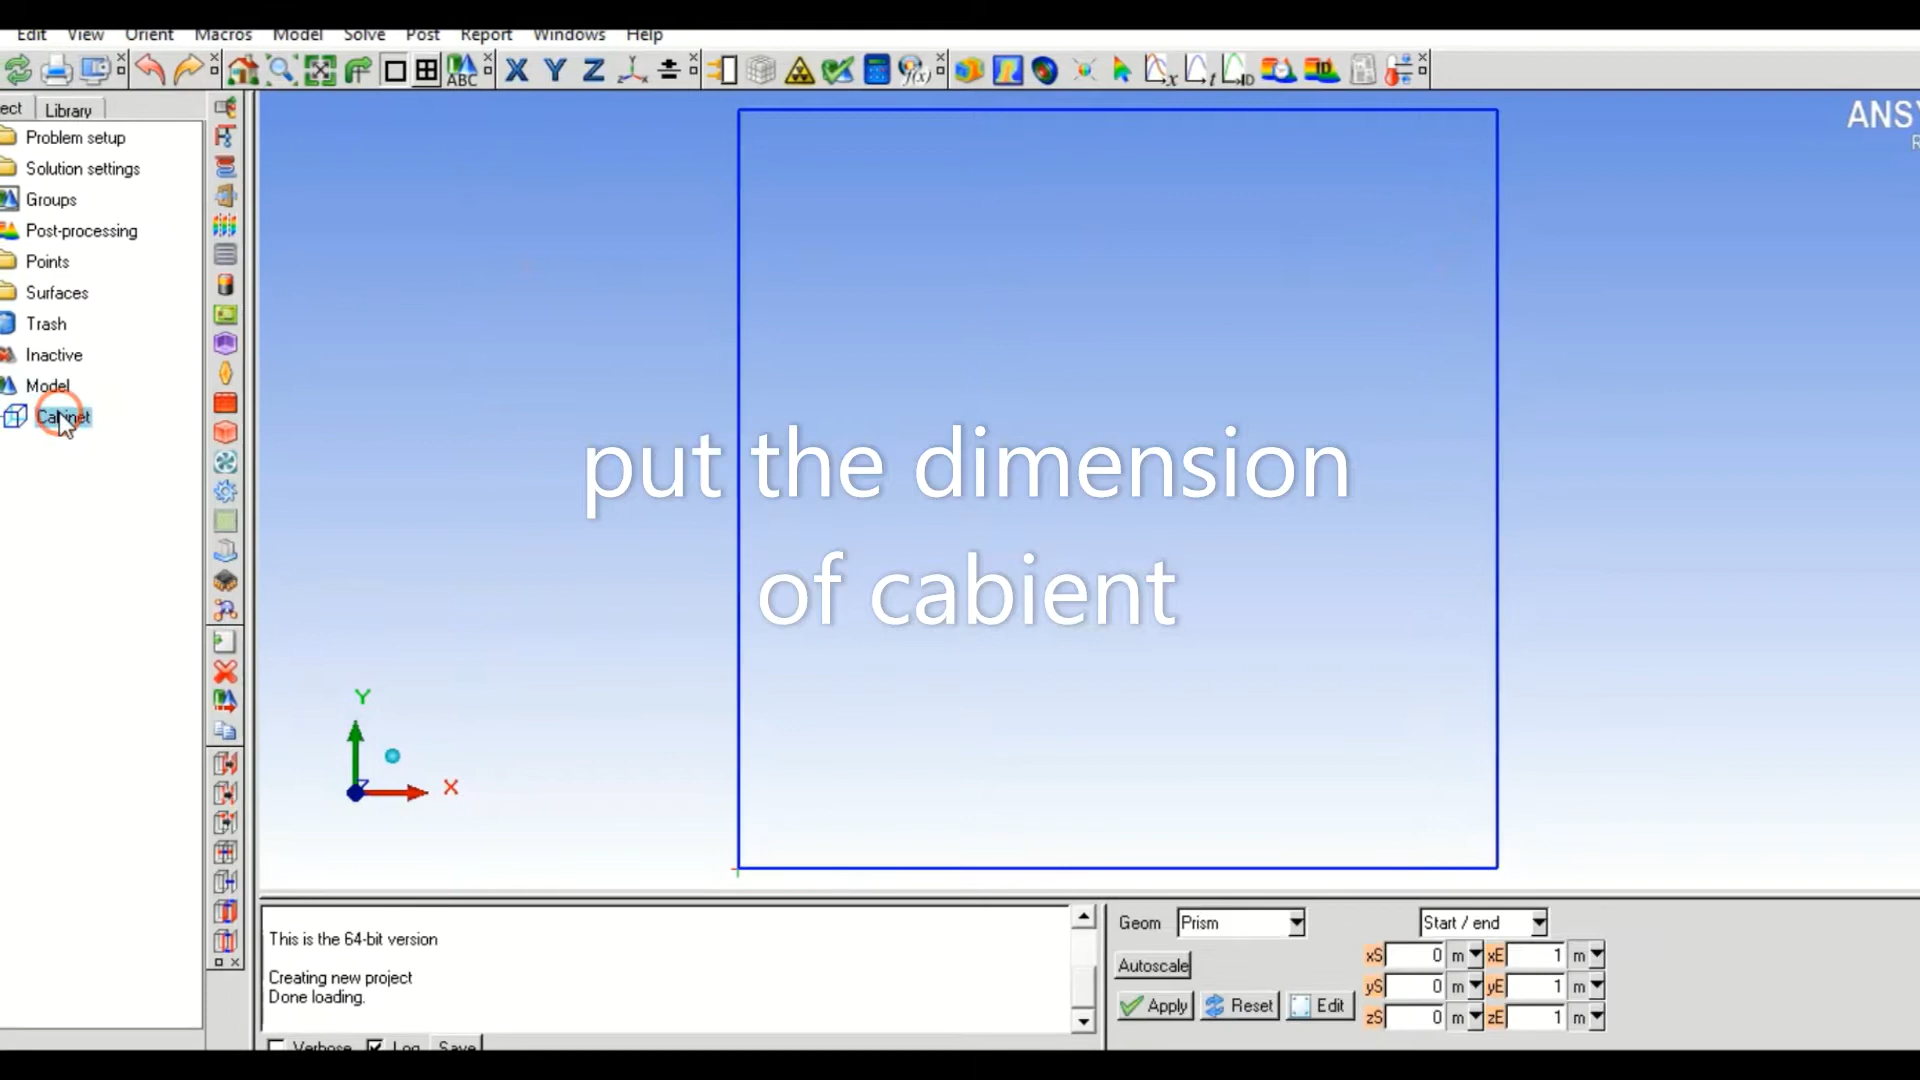 Edit View Orient Macros Model Solve Post Report Windows Help
ABC X Y Z
Library
ANS
Problem setup
Solution settings
Groups
Post-processing
Points
Surfaces
Trash
Inactive
Model
Cabinet
put the dimension
of cabient
Y
Z
X
This is the 64-bit version
Creating new project
Done loading.
Verbose Log Save
Geom Prism Start / end
Autoscale
Apply Reset Edit
xS 0 m xE 1 m
yS 0 m yE 1 m
zS 0 m zE 1 m